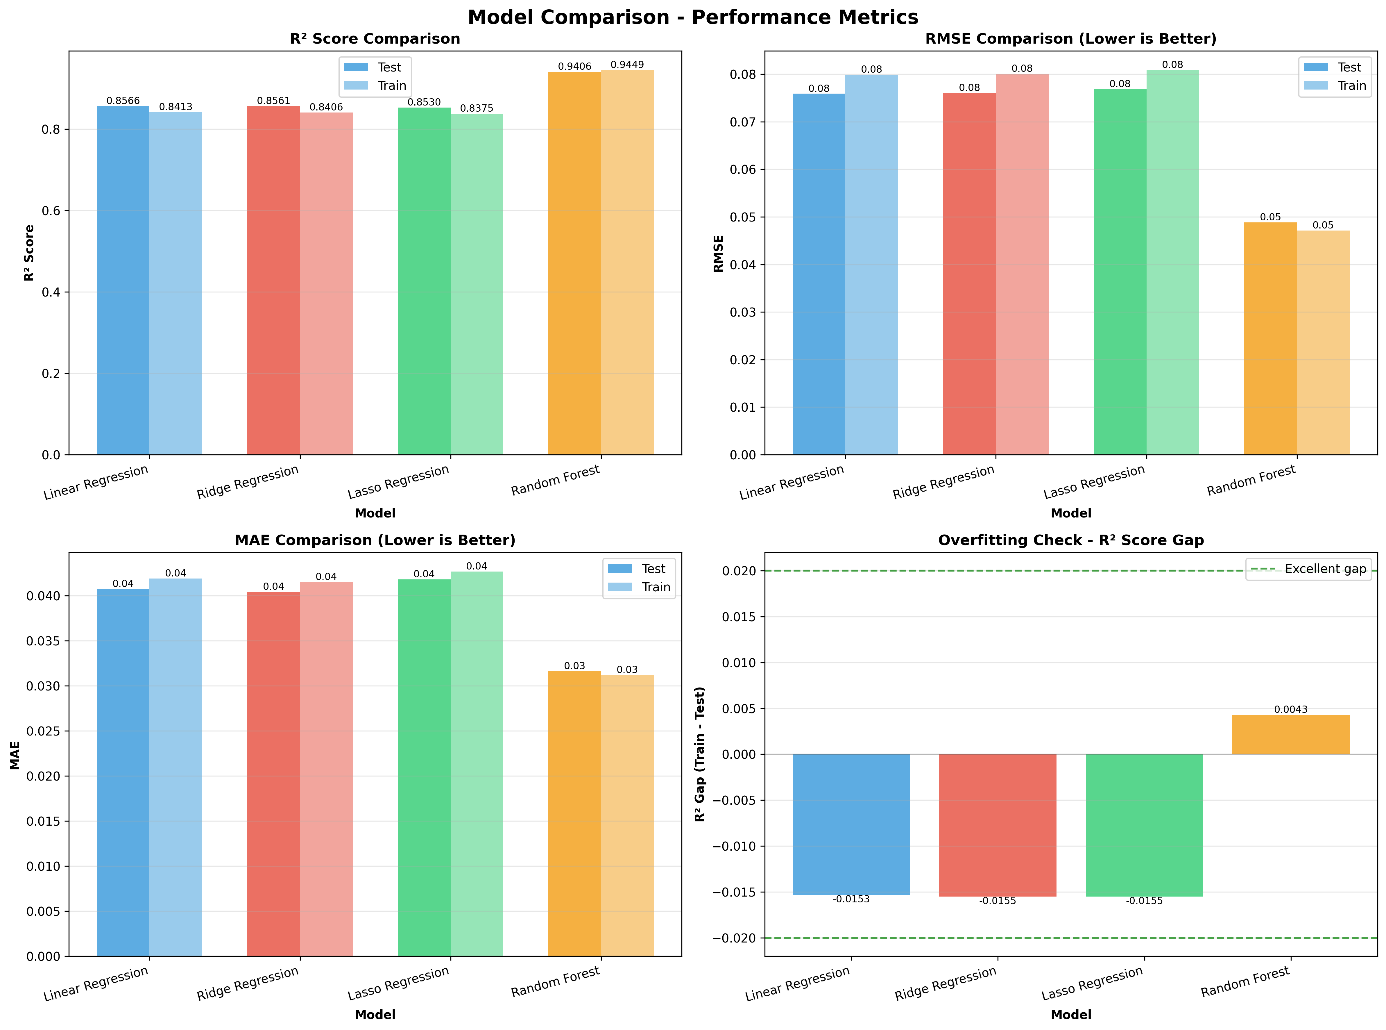 Model Comparison - Performance Metrics
R² Score Comparison
Test
Train
0.8566
0.8413
0.8561
0.8406
0.8530
0.8375
0.9406
0.9449
R² Score
0.8
0.6
0.4
0.2
0.0
Linear Regression
Ridge Regression
Lasso Regression
Random Forest
Model
RMSE Comparison (Lower is Better)
Test
Train
0.08
0.08
0.08
0.08
0.08
0.08
0.05
0.05
RMSE
0.08
0.07
0.06
0.05
0.04
0.03
0.02
0.01
0.00
Linear Regression
Ridge Regression
Lasso Regression
Random Forest
Model
MAE Comparison (Lower is Better)
Test
Train
0.04
0.04
0.04
0.04
0.04
0.04
0.03
0.03
MAE
0.040
0.035
0.030
0.025
0.020
0.015
0.010
0.005
0.000
Linear Regression
Ridge Regression
Lasso Regression
Random Forest
Model
Overfitting Check - R² Score Gap
Excellent gap
R² Gap (Train - Test)
0.020
0.015
0.010
0.005
0.000
−0.005
−0.010
−0.015
−0.020
-0.0153
-0.0155
-0.0155
0.0043
Linear Regression
Ridge Regression
Lasso Regression
Random Forest
Model